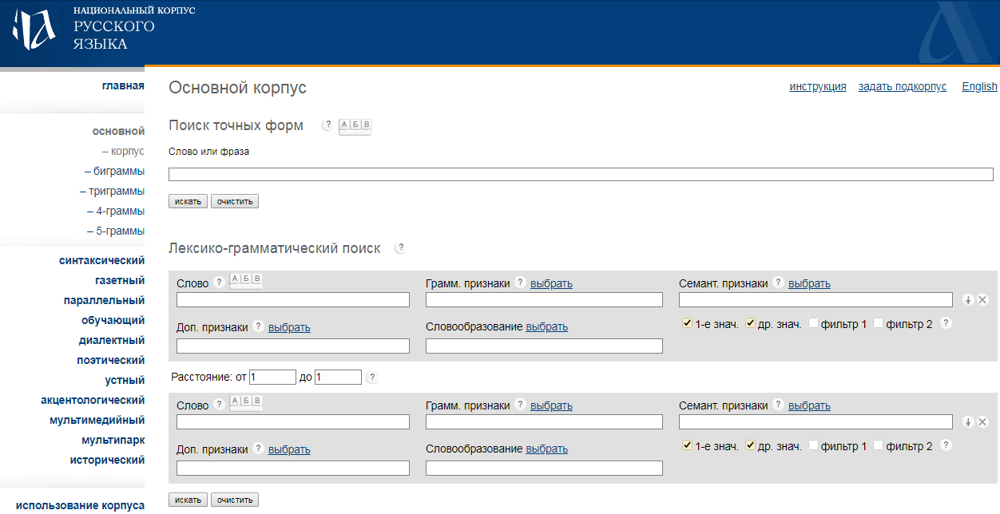 НАЦИОНАЛЬНЫЙ КОРПУС
РУССКОГО
ЯЗЫКА
главная
основной
– корпус
– биграммы
– триграммы
– 4-граммы
– 5-граммы
синтаксический
газетный
параллельный
обучающий
диалектный
поэтический
устный
акцентологический
мультимедийный
мультипарк
исторический
использование корпуса
Основной корпус
инструкция задать подкорпус English
Поиск точных форм ? А Б В
Слово или фраза
искать очистить
Лексико-грамматический поиск ?
Слово ? А Б В Грамм. признаки ? выбрать Семант. признаки ? выбрать
Доп. признаки ? выбрать Словообразование выбрать 1-е знач. др. знач. фильтр 1 фильтр 2 ?
Расстояние: от 1 до 1 ?
Слово ? А Б В Грамм. признаки ? выбрать Семант. признаки ? выбрать
Доп. признаки ? выбрать Словообразование выбрать 1-е знач. др. знач. фильтр 1 фильтр 2 ?
искать очистить